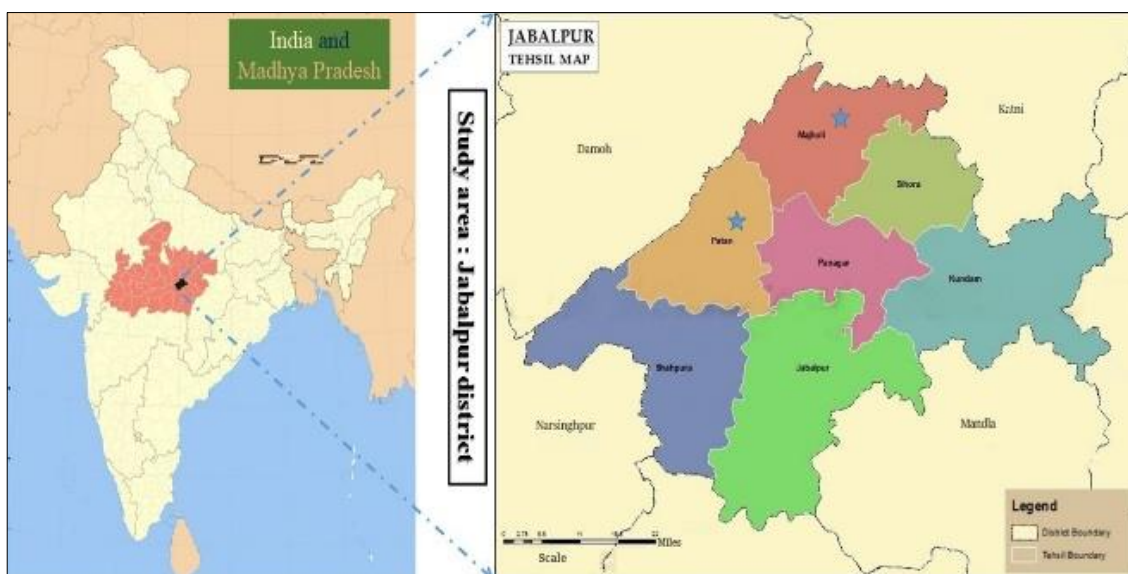 India and
Madhya Pradesh
Study area : Jabalpur district
JABALPUR
TEHSIL MAP
Katni
Damoh
Majholi
Sihora
Patan
Panagar
Kundam
Shahpura
Jabalpur
Narsinghpur
Mandla
Legend
District Boundary
Tehsil Boundary
Miles
Scale